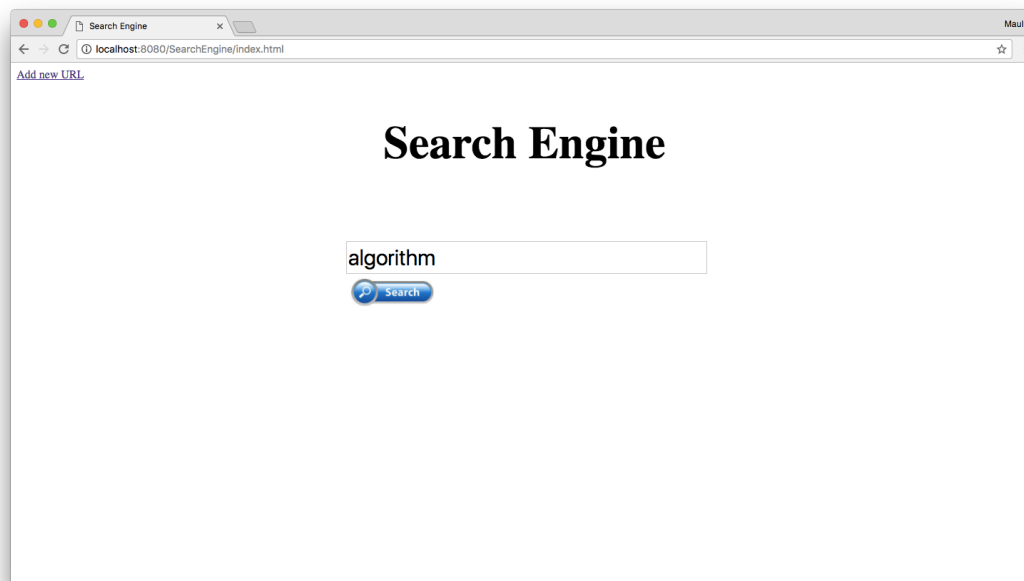 Search Engine
Maul
localhost:8080/SearchEngine/index.html
Add new URL
Search Engine
algorithm
Search